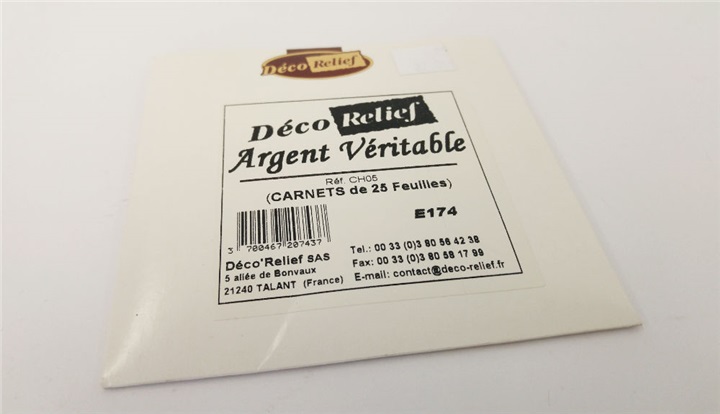 Déco Relief
Déco Relief
Argent Véritable
Réf. CH05
(CARNETS de 25 Feuilles)
E174
3 700467 207437
Déco'Relief SAS
5 allée de Bonvaux
21240 TALANT (France)
Tel.: 00 33 (0)3 80 56 42 38
Fax: 00 33 (0)3 80 58 17 99
E-mail: contact@deco-relief.fr